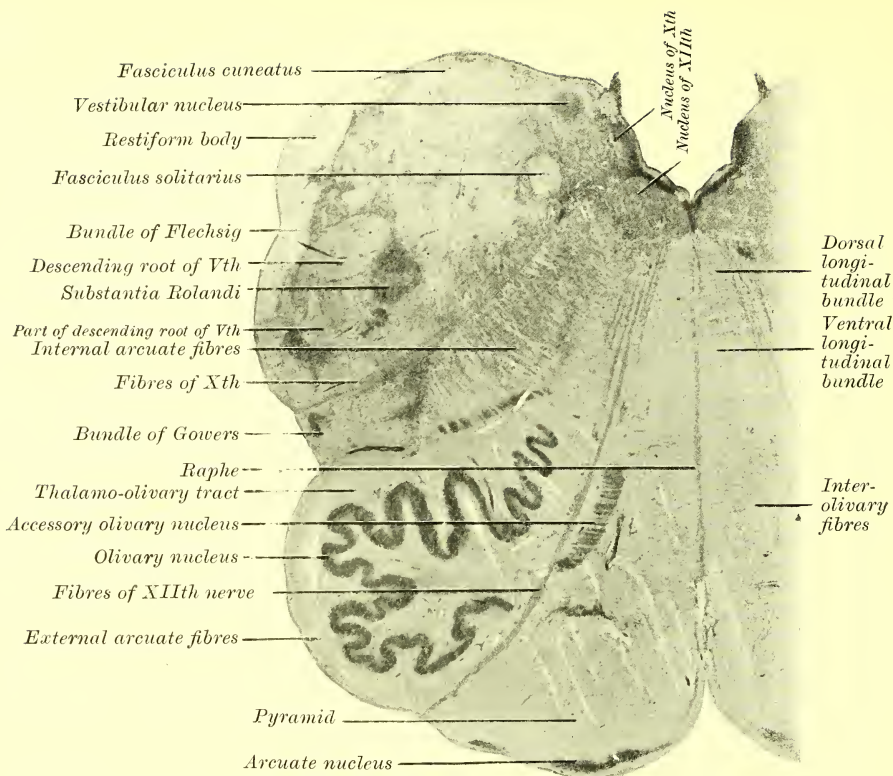 Fasciculus cuneatus
Vestibular nucleus
Restiform body
Fasciculus solitarius
Bundle of Flechsig
Descending root of Vth
Substantia Rolandi
Part of descending root of Vth
Internal arcuate fibres
Fibres of Xth
Bundle of Gowers
Raphe
Thalamo-olivary tract
Accessory olivary nucleus
Olivary nucleus
Fibres of XIIth nerve
External arcuate fibres
Pyramid
Arcuate nucleus
Nucleus of Xth
Nucleus of XIIth
Dorsal
longi-
tudinal
bundle
Ventral
longi-
tudinal
bundle
Inter-
olivary
fibres